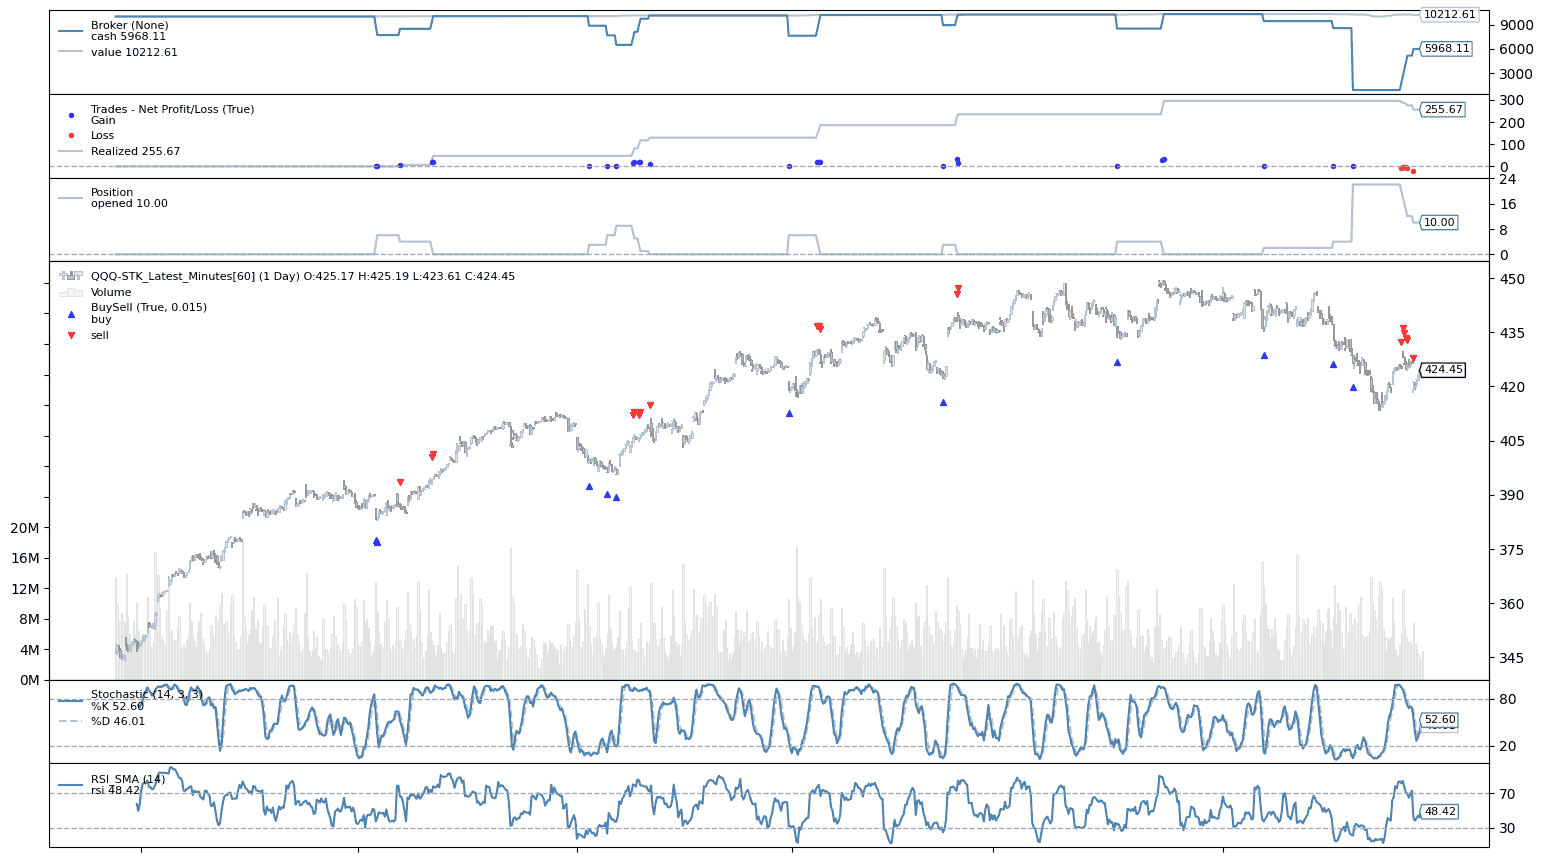 Broker (None)
cash 5968.11
value 10212.61
10212.61
9000
6000
5968.11
3000
Trades - Net Profit/Loss (True)
Gain
Loss
Realized 255.67
300
255.67
200
100
0
Position
opened 10.00
24
16
10.00
8
0
QQQ-STK_Latest_Minutes[60] (1 Day) O:425.17 H:425.19 L:423.61 C:424.45
Volume
BuySell (True, 0.015)
buy
sell
450
435
424.45
420
405
390
375
360
345
20M
16M
12M
8M
4M
0M
Stochastic (14, 3, 3)
%K 52.60
%D 46.01
80
52.60
20
RSI_SMA (14)
rsi 48.42
70
48.42
30